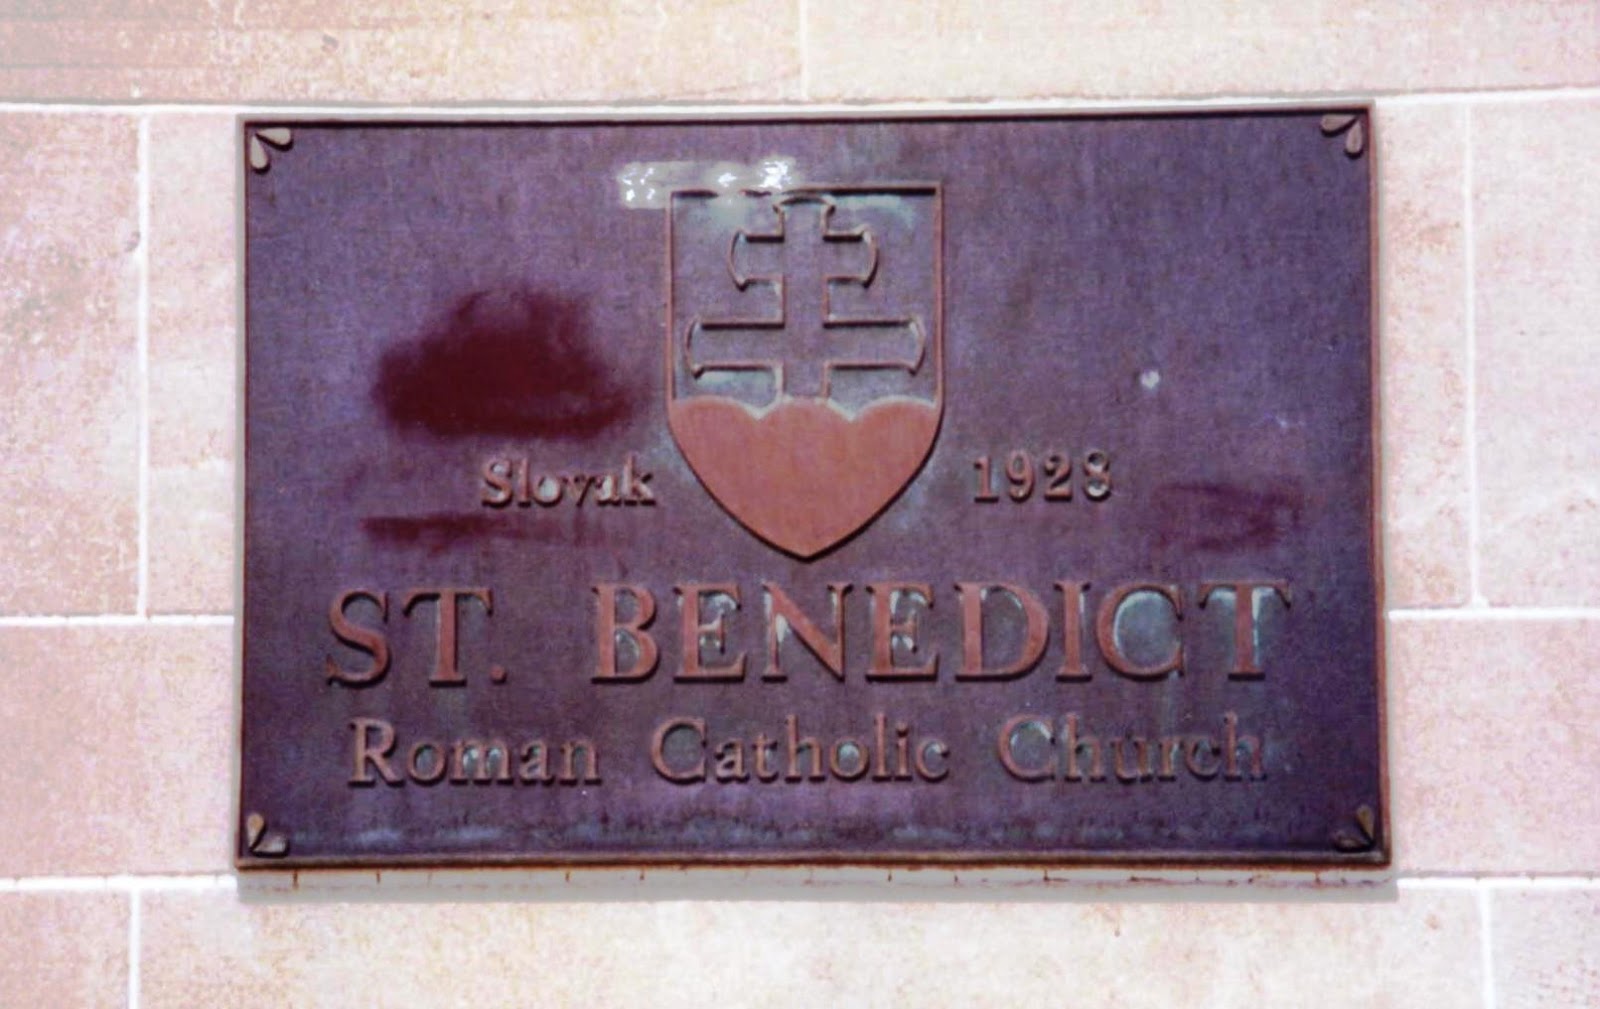 Slovak 1928
ST. BENEDICT
Roman Catholic Church